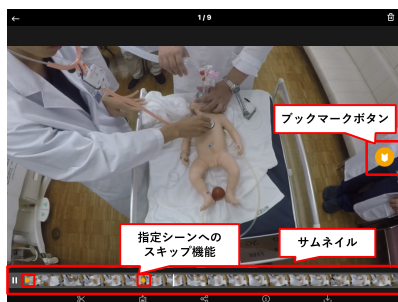 1/9
ブックマークボタン
指定シーンへの
スキップ機能
サムネイル